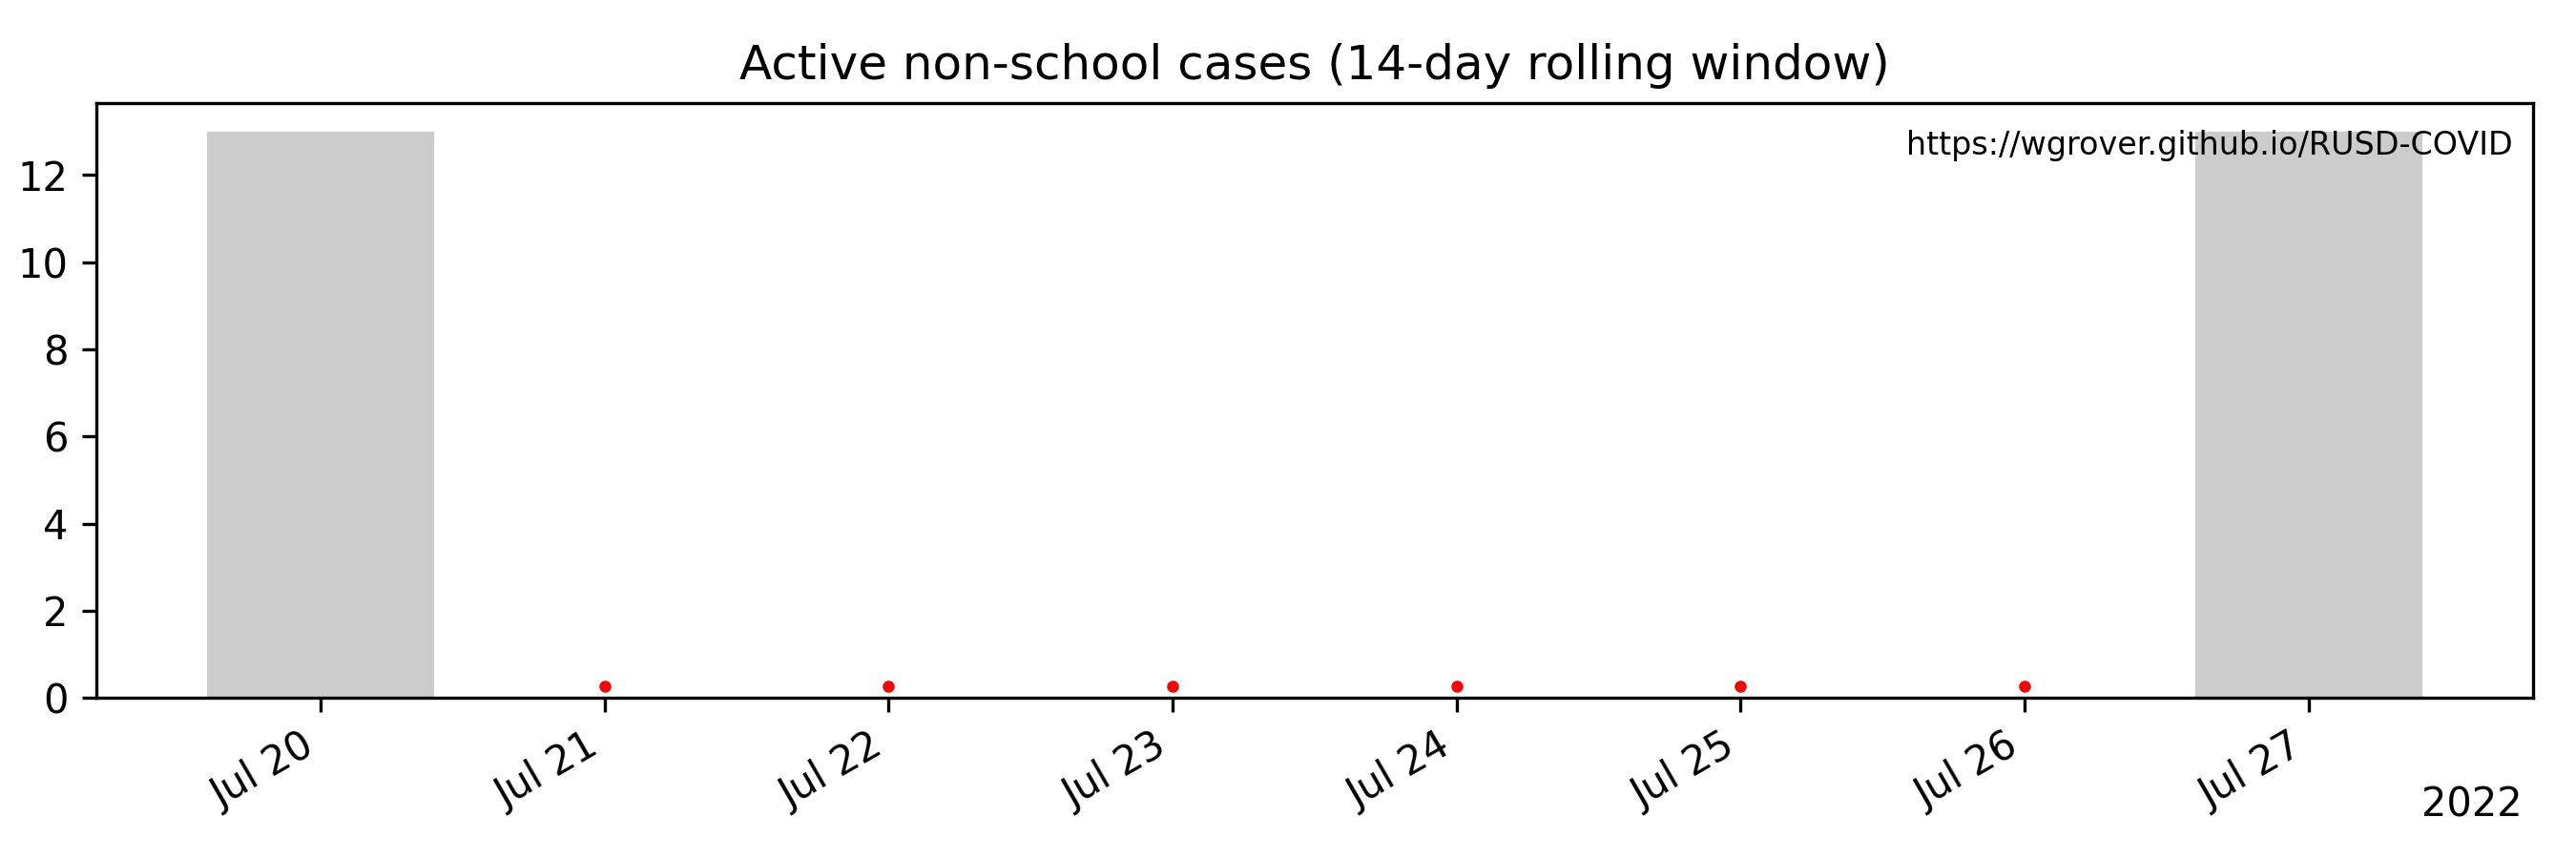 Active non-school cases (14-day rolling window)
https://wgrover.github.io/RUSD-COVID
12
10
8
6
4
2
0
Jul 20
Jul 21
Jul 22
Jul 23
Jul 24
Jul 25
Jul 26
Jul 27
2022